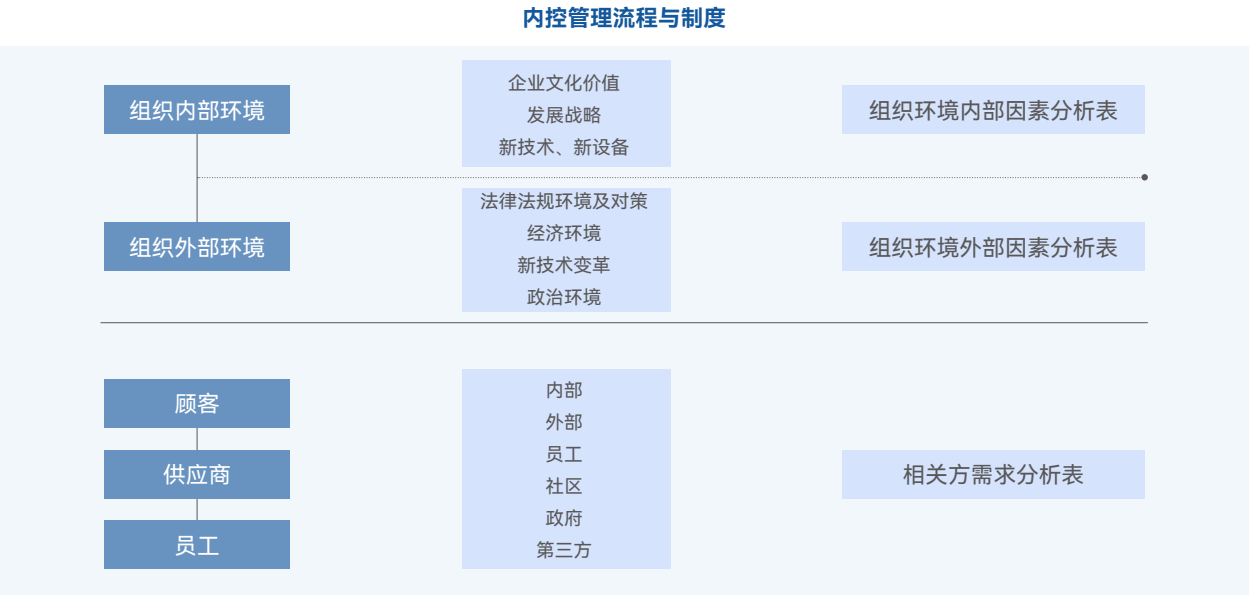 内控管理流程与制度
组织内部环境
企业文化价值
发展战略
新技术、新设备
组织环境内部因素分析表
组织外部环境
法律法规环境及对策
经济环境
新技术变革
政治环境
组织环境外部因素分析表
顾客
供应商
员工
内部
外部
员工
社区
政府
第三方
相关方需求分析表